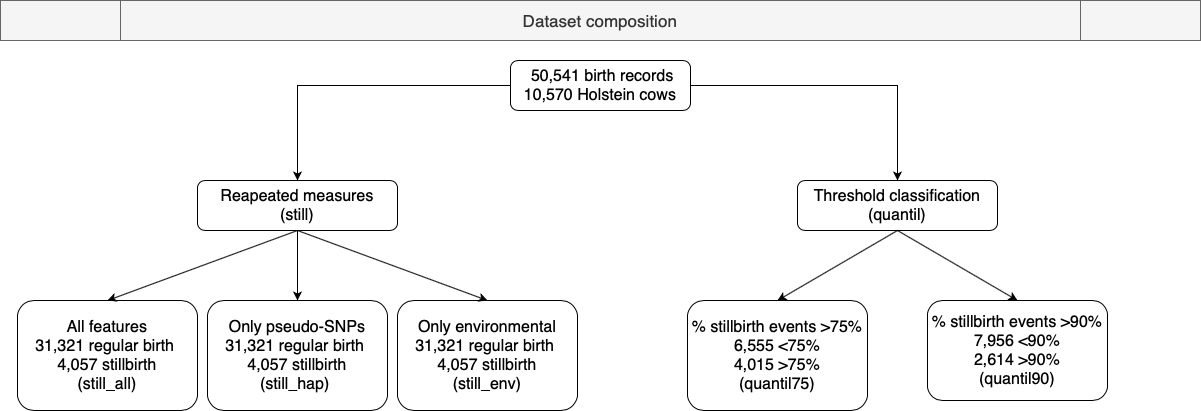 Dataset composition
50,541 birth records
10,570 Holstein cows
Reapeated measures
(still)
Threshold classification
(quantil)
All features
31,321 regular birth
4,057 stillbirth
(still_all)
Only pseudo-SNPs
31,321 regular birth
4,057 stillbirth
(still_hap)
Only environmental
31,321 regular birth
4,057 stillbirth
(still_env)
% stillbirth events >75%
6,555 <75%
4,015 >75%
(quantil75)
% stillbirth events >90%
7,956 <90%
2,614 >90%
(quantil90)